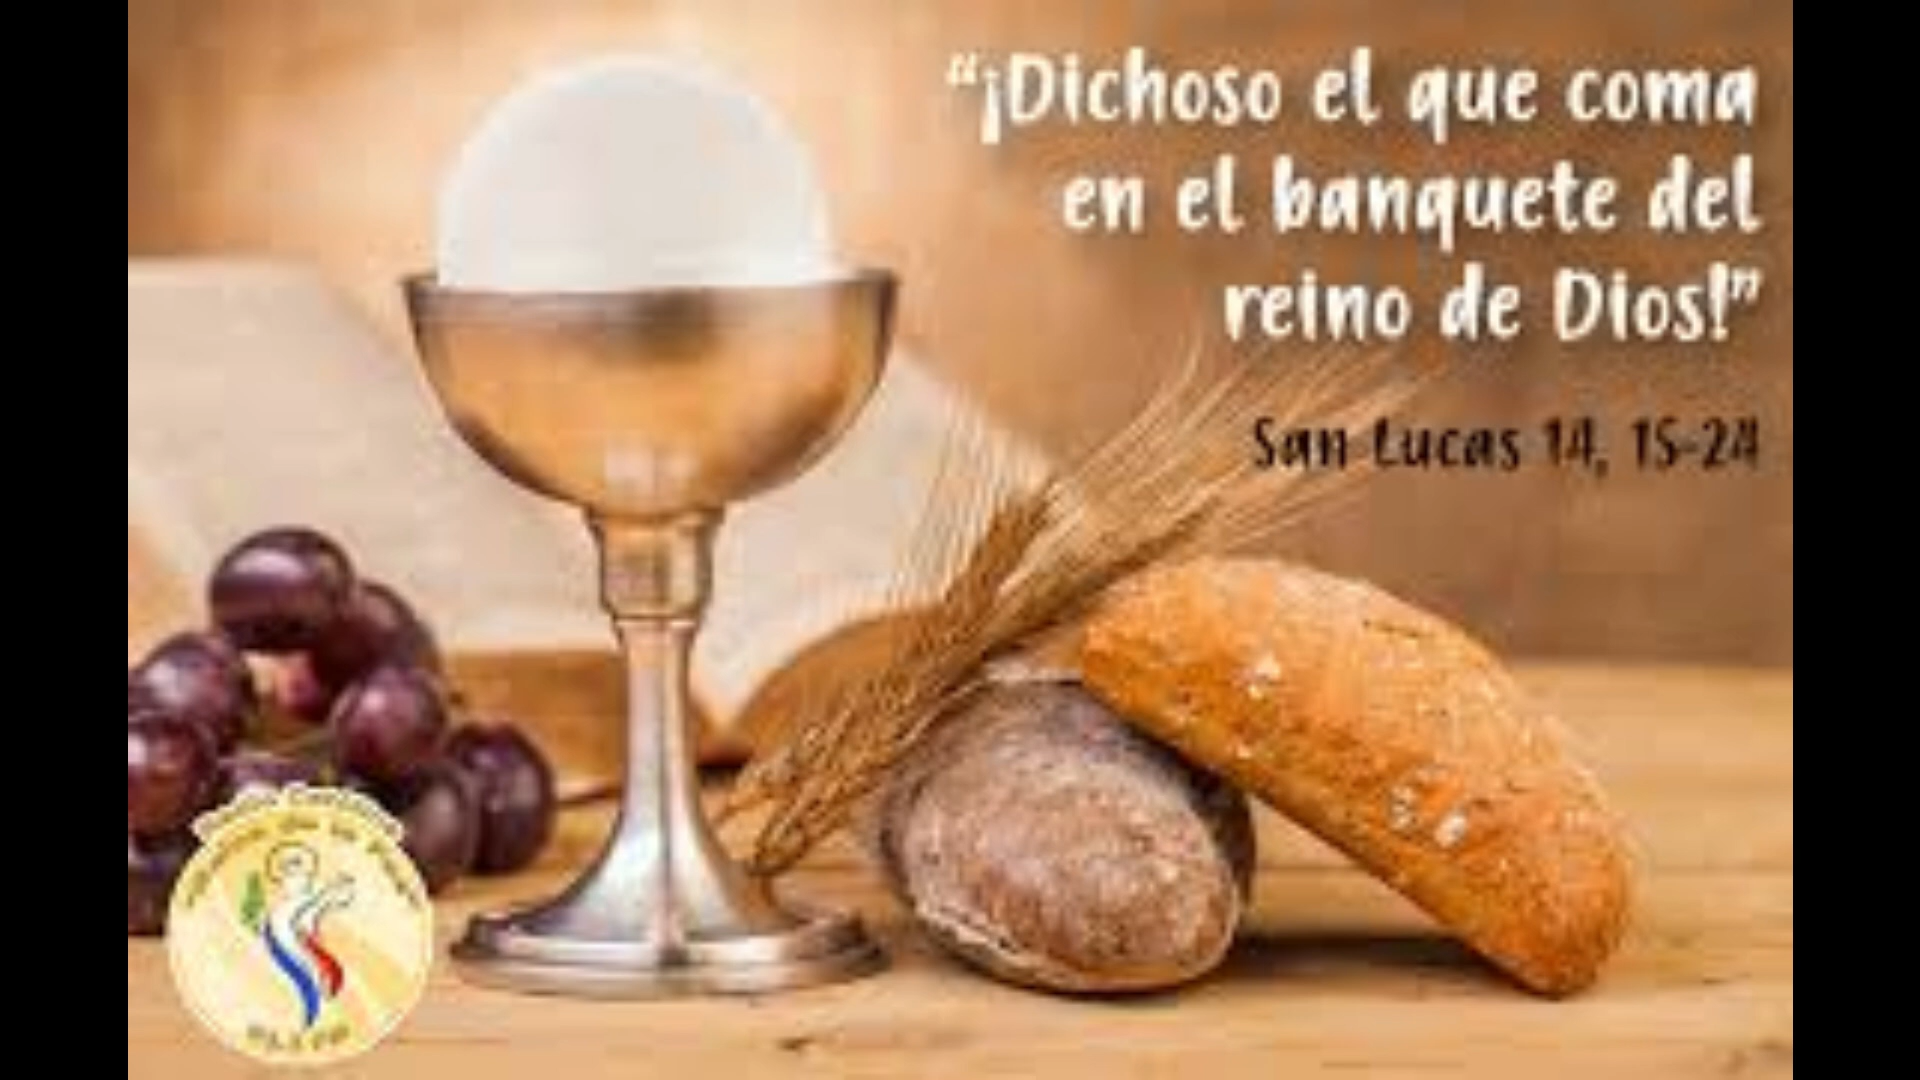 “¡Dichoso el que coma
en el banquete del
reino de Dios!”
San Lucas 14, 15-24